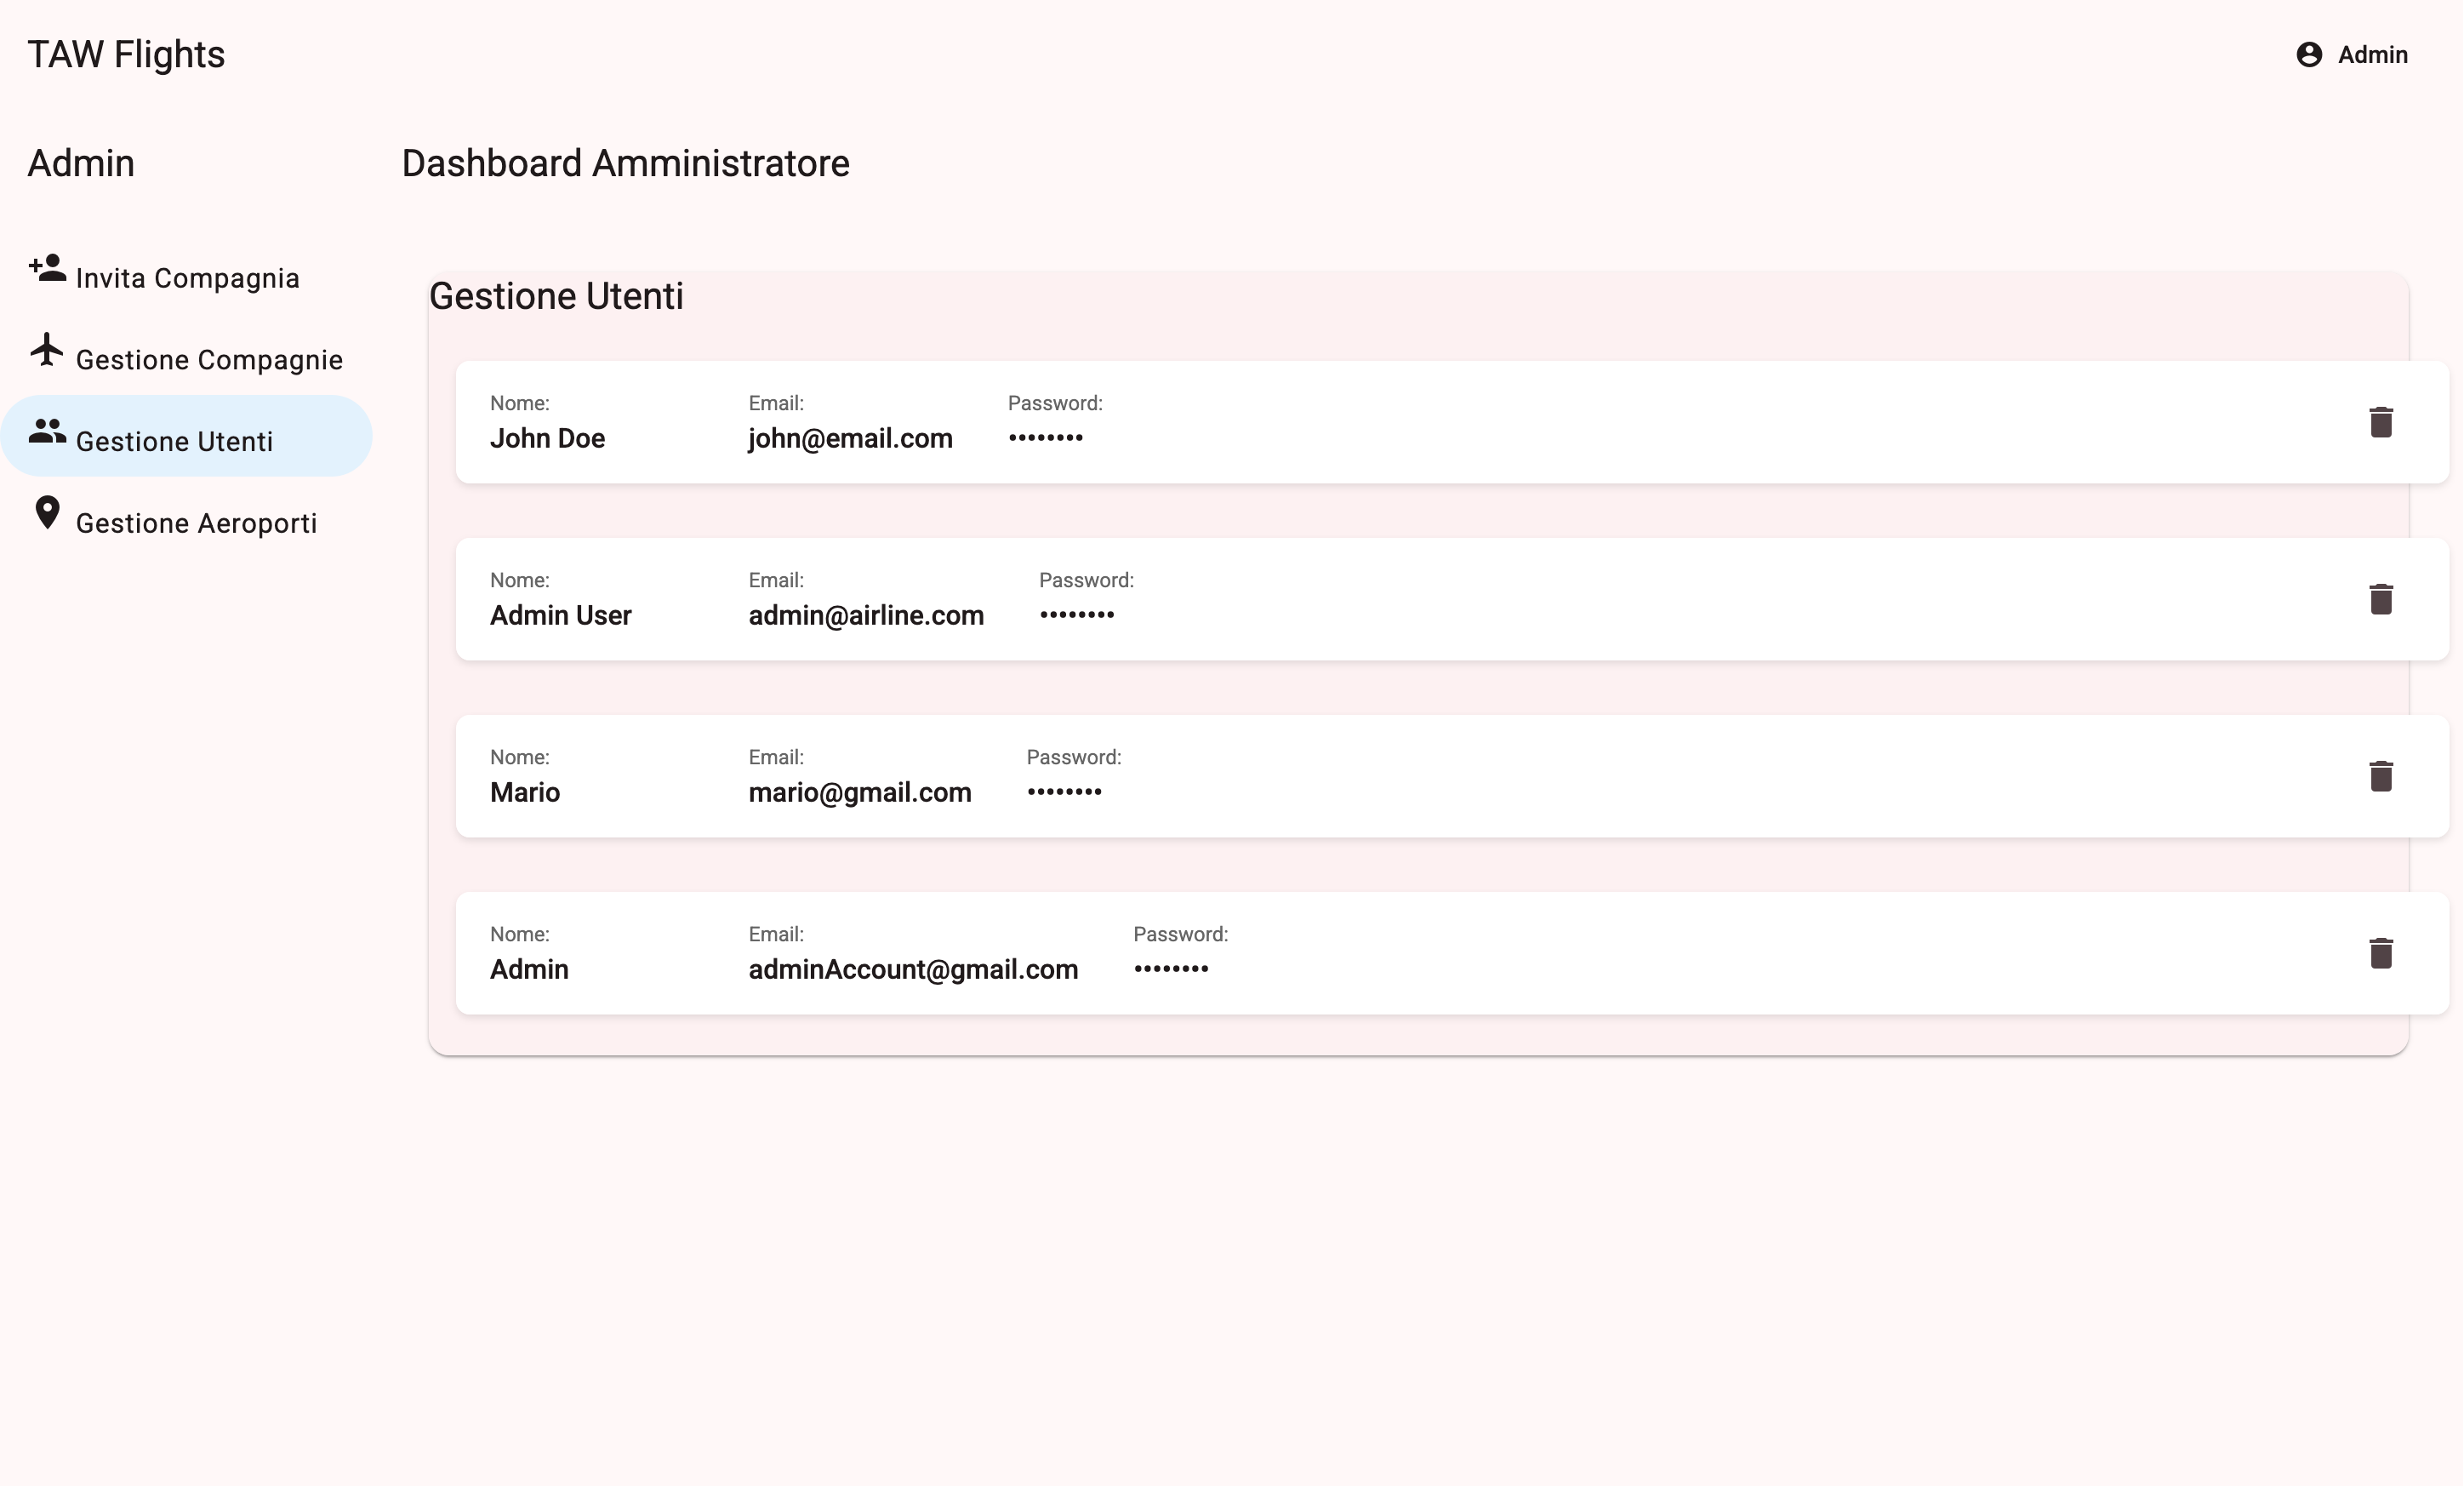 TAW Flights
Admin
Admin
Dashboard Amministratore
Invita Compagnia
Gestione Compagnie
Gestione Utenti
Gestione Aeroporti
Gestione Utenti
Nome: Email: Password:
John Doe john@email.com ••••••••
Nome: Email: Password:
Admin User admin@airline.com ••••••••
Nome: Email: Password:
Mario mario@gmail.com ••••••••
Nome: Email: Password:
Admin adminAccount@gmail.com ••••••••